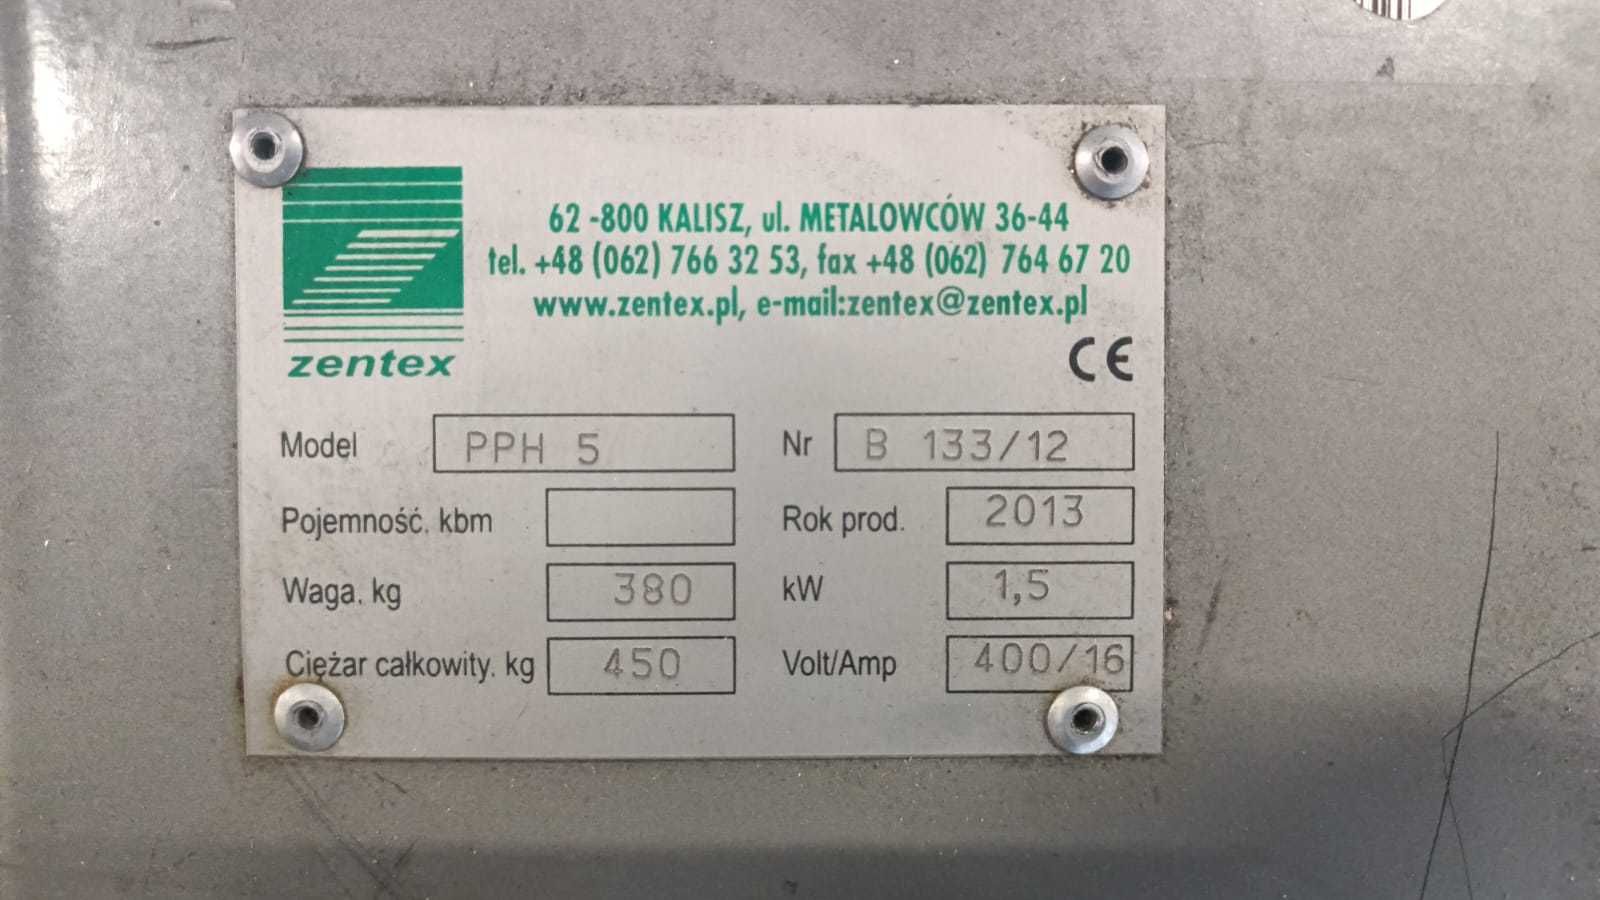 62 -800 KALISZ, ul. METALOWCÓW 36-44
tel. +48 (062) 766 32 53, fax +48 (062) 764 67 20
www.zentex.pl, e-mail:zentex@zentex.pl
zentex
CE
Model PPH 5 Nr B 133/12
Pojemność. kbm Rok prod. 2013
Waga. kg 380 kW 1,5
Ciężar całkowity. kg 450 Volt/Amp 400/16